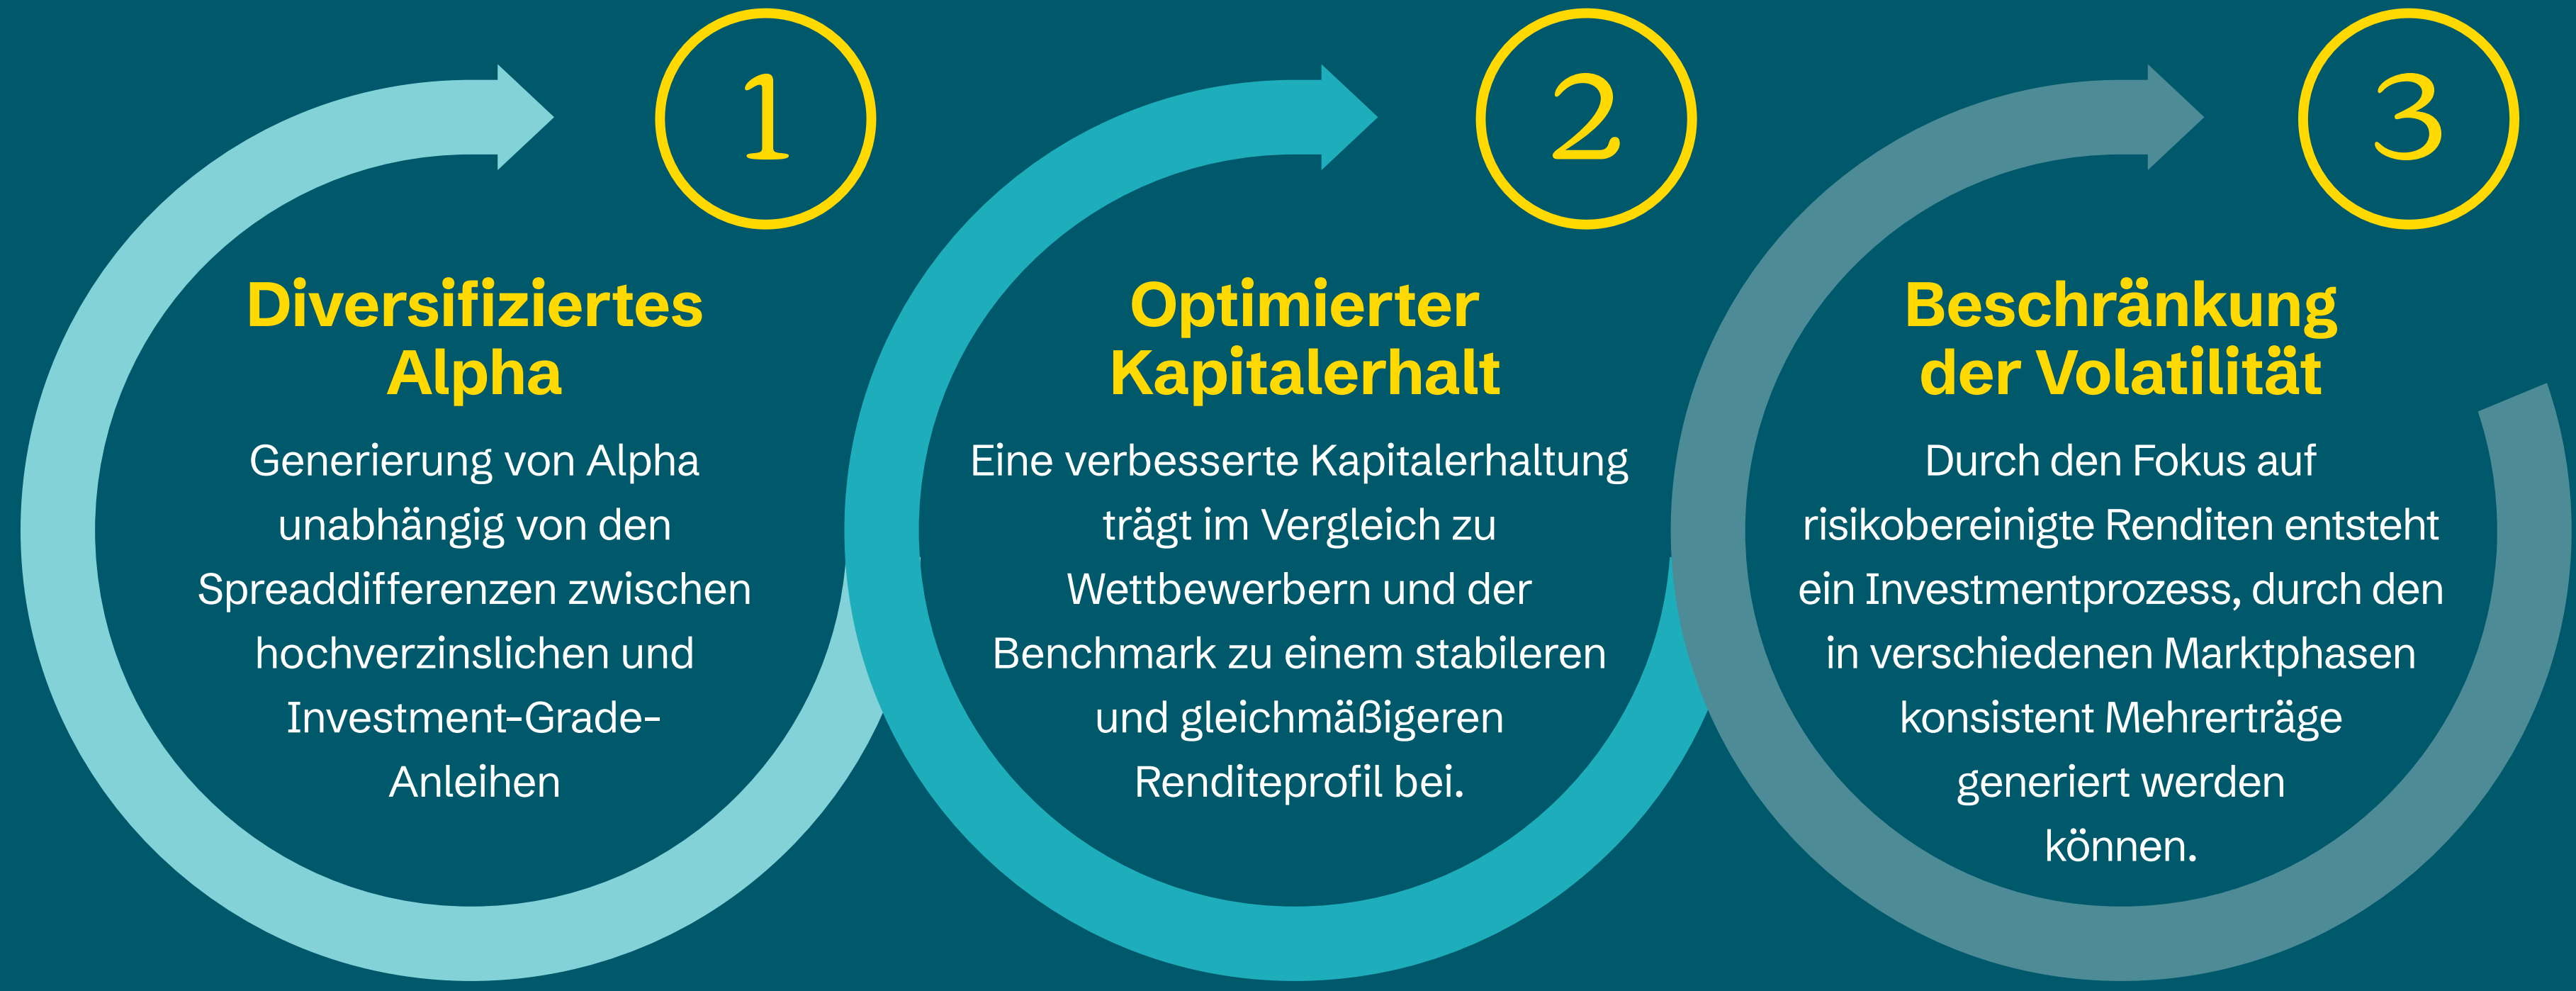 1
Diversifiziertes
Alpha
Generierung von Alpha
unabhängig von den
Spreaddifferenzen zwischen
hochverzinslichen und
Investment-Grade-
Anleihen
2
Optimierter
Kapitalerhalt
Eine verbesserte Kapitalerhaltung
trägt im Vergleich zu
Wettbewerbern und der
Benchmark zu einem stabileren
und gleichmäßigeren
Renditeprofil bei.
3
Beschränkung
der Volatilität
Durch den Fokus auf
risikobereinigte Renditen entsteht
ein Investmentprozess, durch den
in verschiedenen Marktphasen
konsistent Mehrerträge
generiert werden
können.